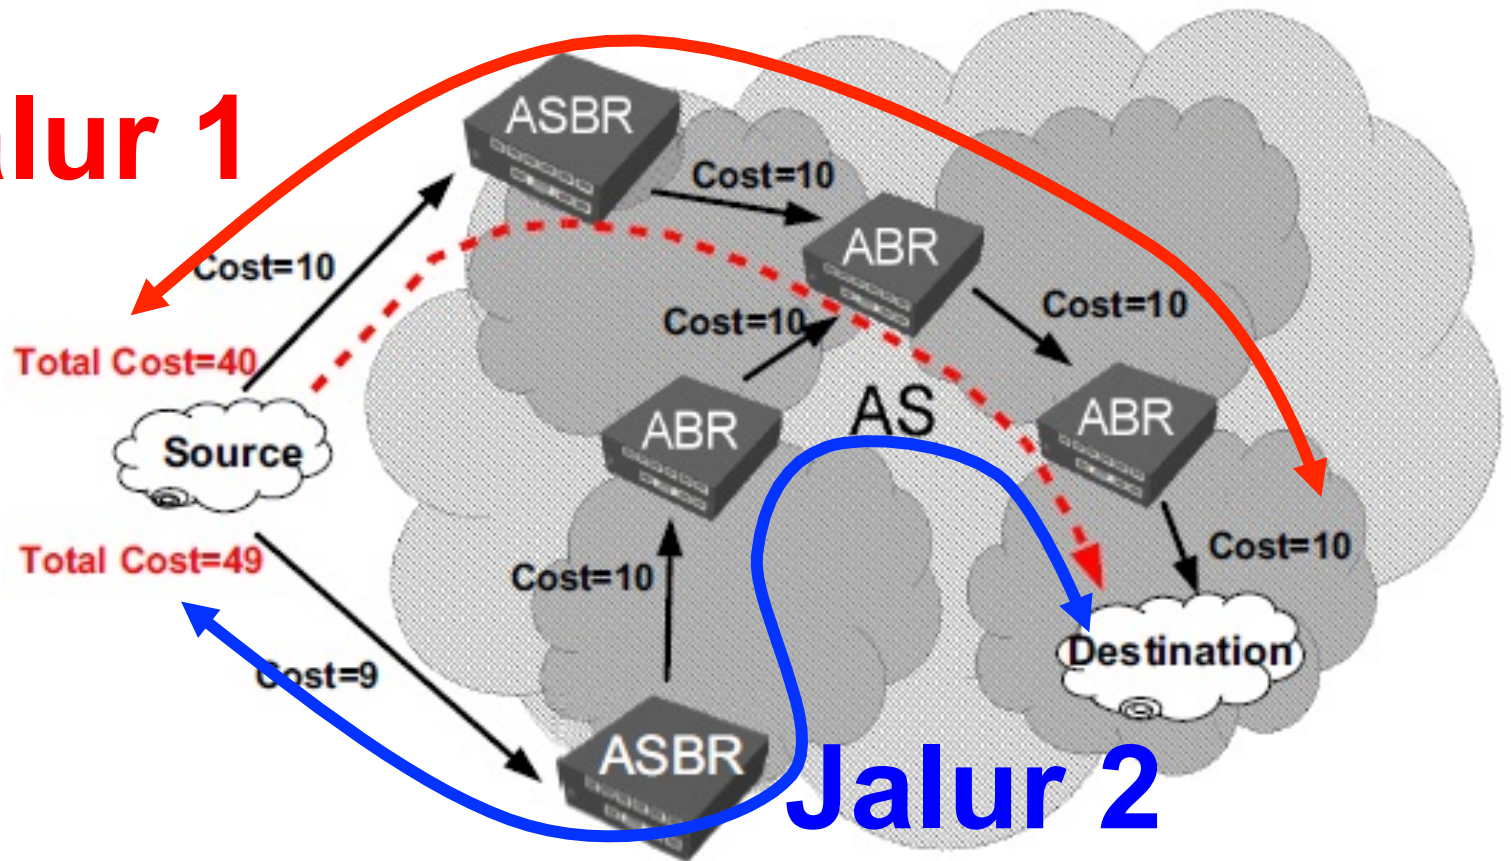 alur 1
ASBR
Cost=10
ABR
Cost=10
Cost=10
Cost=10
Total Cost=40
AS
ABR
ABR
Source
Total Cost=49
Cost=10
Cost=10
Destination
Cost=9
ASBR
Jalur 2